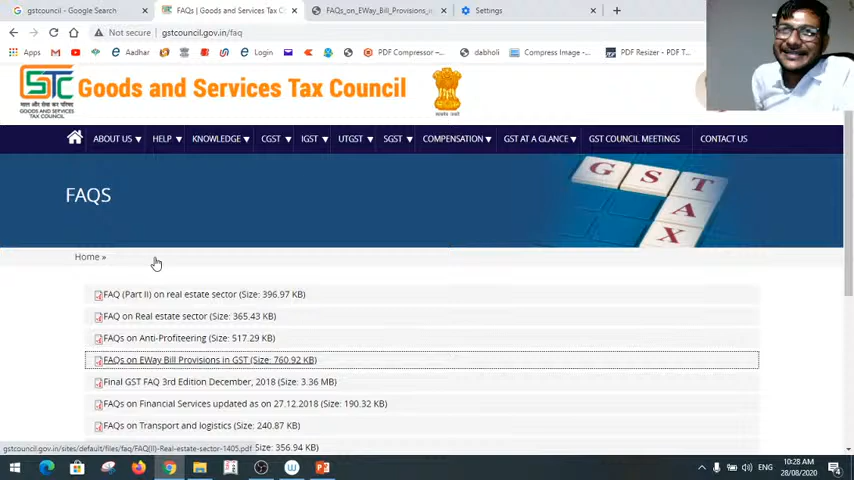 gstcouncil - Google Search
FAQs | Goods and Services Tax C
FAQs_on_EWay_Bill_Provisions_i
Settings
Not secure | gstcouncil.gov.in/faq
Apps
Aadhar
Login
PDF Compressor –...
dabholi
Compress Image -...
PDF Resizer - PDF T...
GSTC
माल और सेवा कर परिषद
GOODS AND SERVICES
TAX COUNCIL
Goods and Services Tax Council
ABOUT US
HELP
KNOWLEDGE
CGST
IGST
UTGST
SGST
COMPENSATION
GST AT A GLANCE
GST COUNCIL MEETINGS
CONTACT US
FAQS
GST
TAX
Home »
FAQ (Part II) on real estate sector (Size: 396.97 KB)
FAQ on Real estate sector (Size: 365.43 KB)
FAQs on Anti-Profiteering (Size: 517.29 KB)
FAQs on EWay Bill Provisions in GST (Size: 760.92 KB)
Final GST FAQ 3rd Edition December, 2018 (Size: 3.36 MB)
FAQs on Financial Services updated as on 27.12.2018 (Size: 190.32 KB)
FAQs on Transport and logistics (Size: 240.87 KB)
(Size: 356.94 KB)
gstcouncil.gov.in/sites/default/files/faq/FAQ(II)-Real-estate-sector-1405.pdf
ENG
10:28 AM
28/08/2020
4